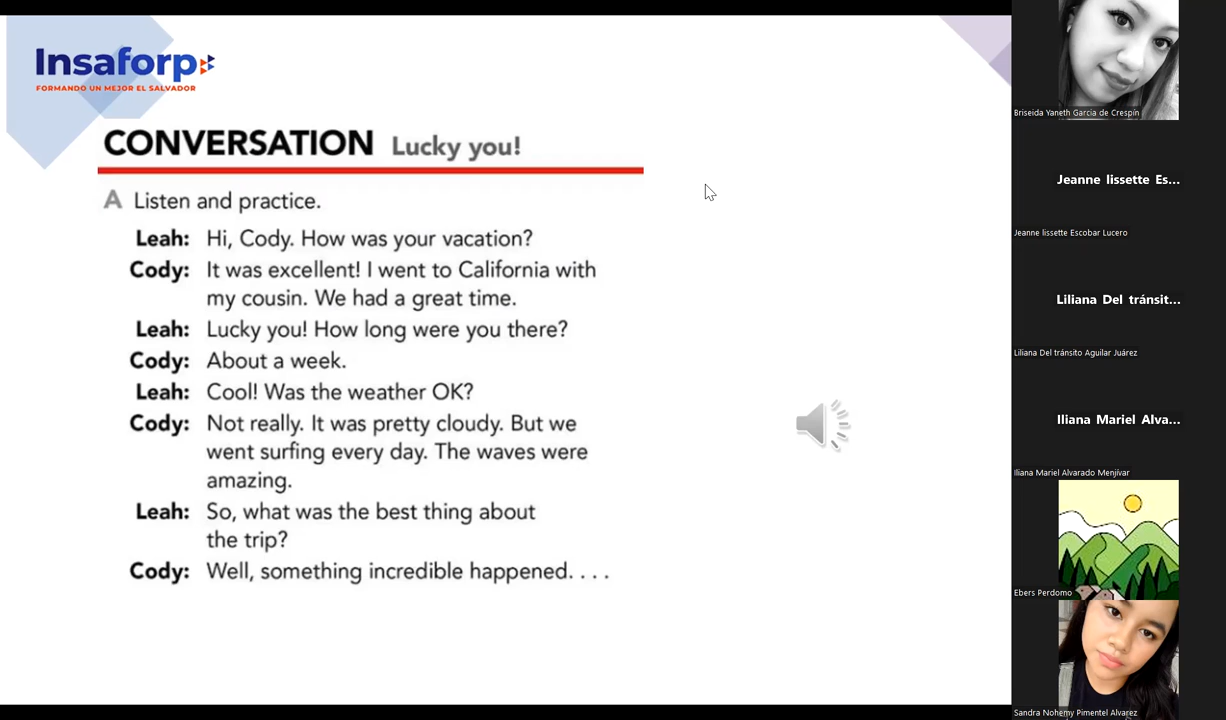 Insaforp
FORMANDO UN MEJOR EL SALVADOR
CONVERSATION Lucky you!
A Listen and practice.
Leah: Hi, Cody. How was your vacation?
Cody: It was excellent! I went to California with
my cousin. We had a great time.
Leah: Lucky you! How long were you there?
Cody: About a week.
Leah: Cool! Was the weather OK?
Cody: Not really. It was pretty cloudy. But we
went surfing every day. The waves were
amazing.
Leah: So, what was the best thing about
the trip?
Cody: Well, something incredible happened. . . .
Briseida Yaneth Garcia de Crespín
Jeanne lissette Es...
Jeanne lissette Escobar Lucero
Liliana Del tránsit...
Liliana Del tránsito Aguilar Juárez
Iliana Mariel Alva...
Iliana Mariel Alvarado Menjívar
Ebers Perdomo
Sandra Nohemy Pimentel Alvarez